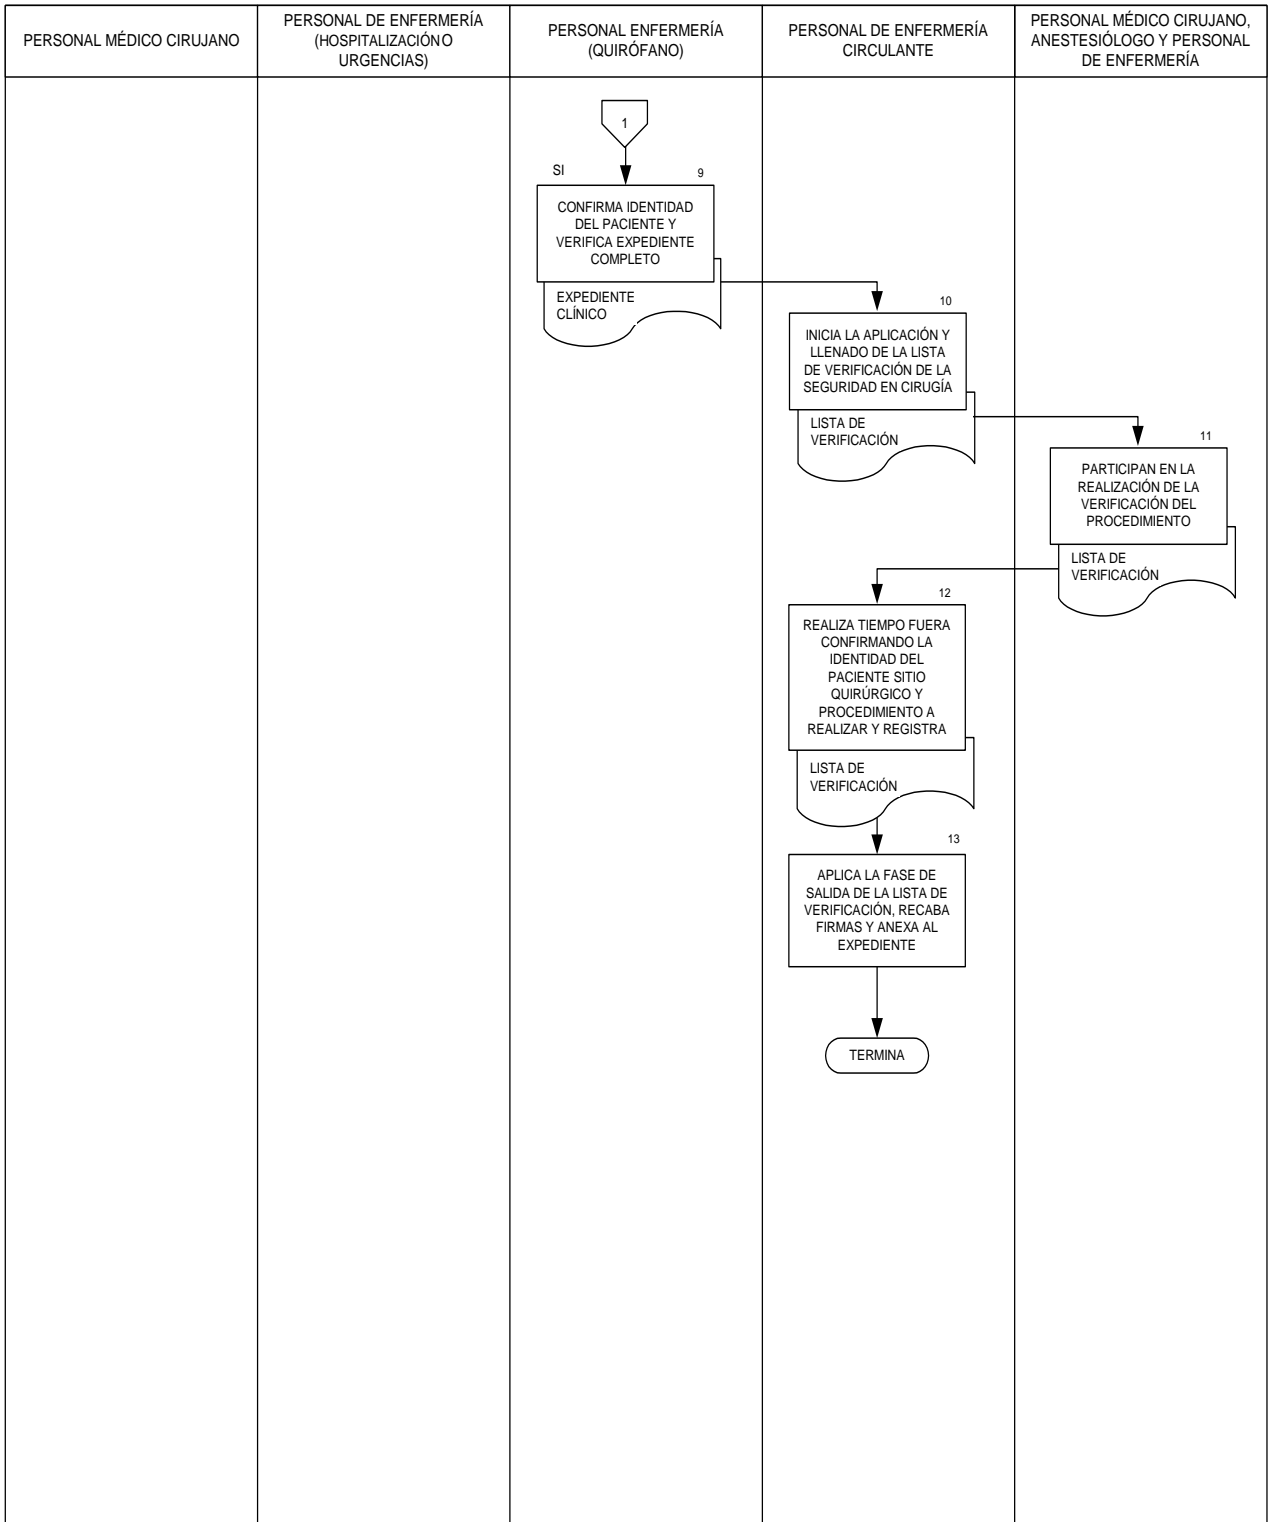 PERSONAL MÉDICO CIRUJANO
PERSONAL DE ENFERMERÍA
(HOSPITALIZACIÓN O
URGENCIAS)
PERSONAL ENFERMERÍA
(QUIRÓFANO)
PERSONAL DE ENFERMERÍA
CIRCULANTE
PERSONAL MÉDICO CIRUJANO,
ANESTESIÓLOGO Y PERSONAL
DE ENFERMERÍA
1
SI
9
CONFIRMA IDENTIDAD
DEL PACIENTE Y
VERIFICA EXPEDIENTE
COMPLETO
EXPEDIENTE
CLÍNICO
10
INICIA LA APLICACIÓN Y
LLENADO DE LA LISTA
DE VERIFICACIÓN DE LA
SEGURIDAD EN CIRUGÍA
LISTA DE
VERIFICACIÓN
11
PARTICIPAN EN LA
REALIZACIÓN DE LA
VERIFICACIÓN DEL
PROCEDIMIENTO
LISTA DE
VERIFICACIÓN
12
REALIZA TIEMPO FUERA
CONFIRMANDO LA
IDENTIDAD DEL
PACIENTE SITIO
QUIRÚRGICO Y
PROCEDIMIENTO A
REALIZAR Y REGISTRA
LISTA DE
VERIFICACIÓN
13
APLICA LA FASE DE
SALIDA DE LA LISTA DE
VERIFICACIÓN, RECABA
FIRMAS Y ANEXA AL
EXPEDIENTE
TERMINA